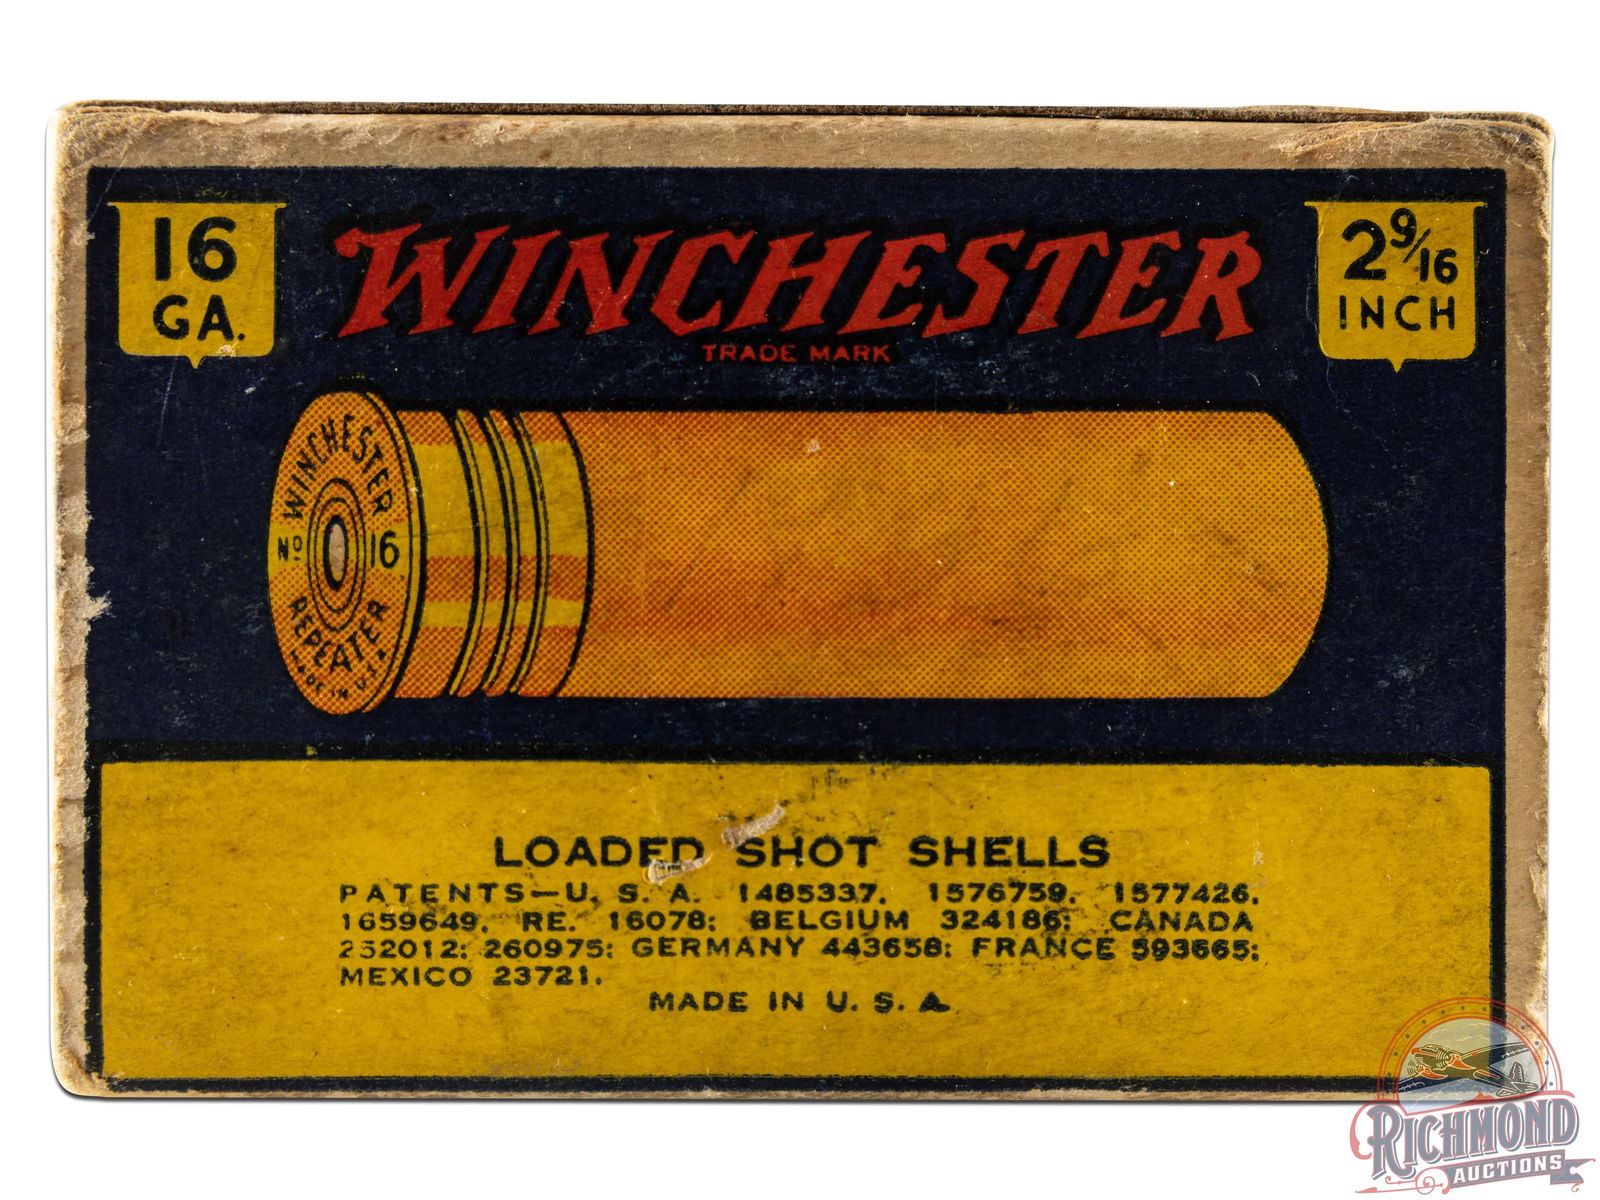 16
GA.
WINCHESTER
TRADE MARK
2 9/16
INCH
WINCHESTER
No 16
REPEATER
MADE IN U.S.A.
LOADED SHOT SHELLS
PATENTS—U. S. A. 1485337, 1576759, 1577426,
1659649, RE. 16078; BELGIUM 324186; CANADA
252012; 260975; GERMANY 443658; FRANCE 593665;
MEXICO 23721.
MADE IN U. S. A.
RICHMOND
AUCTIONS